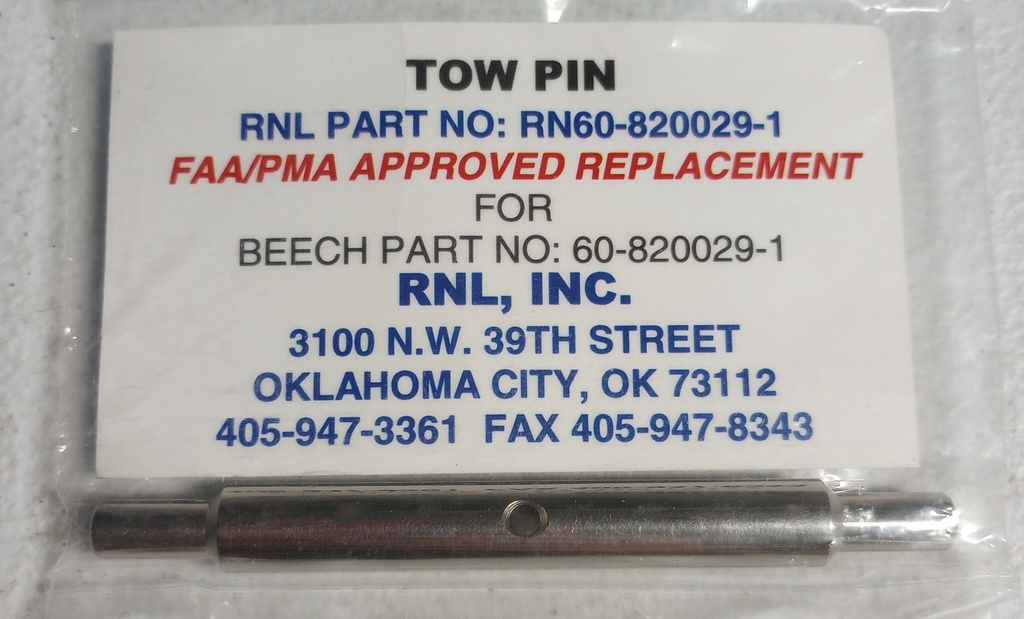 TOW PIN
RNL PART NO: RN60-820029-1
FAA/PMA APPROVED REPLACEMENT
FOR
BEECH PART NO: 60-820029-1
RNL, INC.
3100 N.W. 39TH STREET
OKLAHOMA CITY, OK 73112
405-947-3361 FAX 405-947-8343